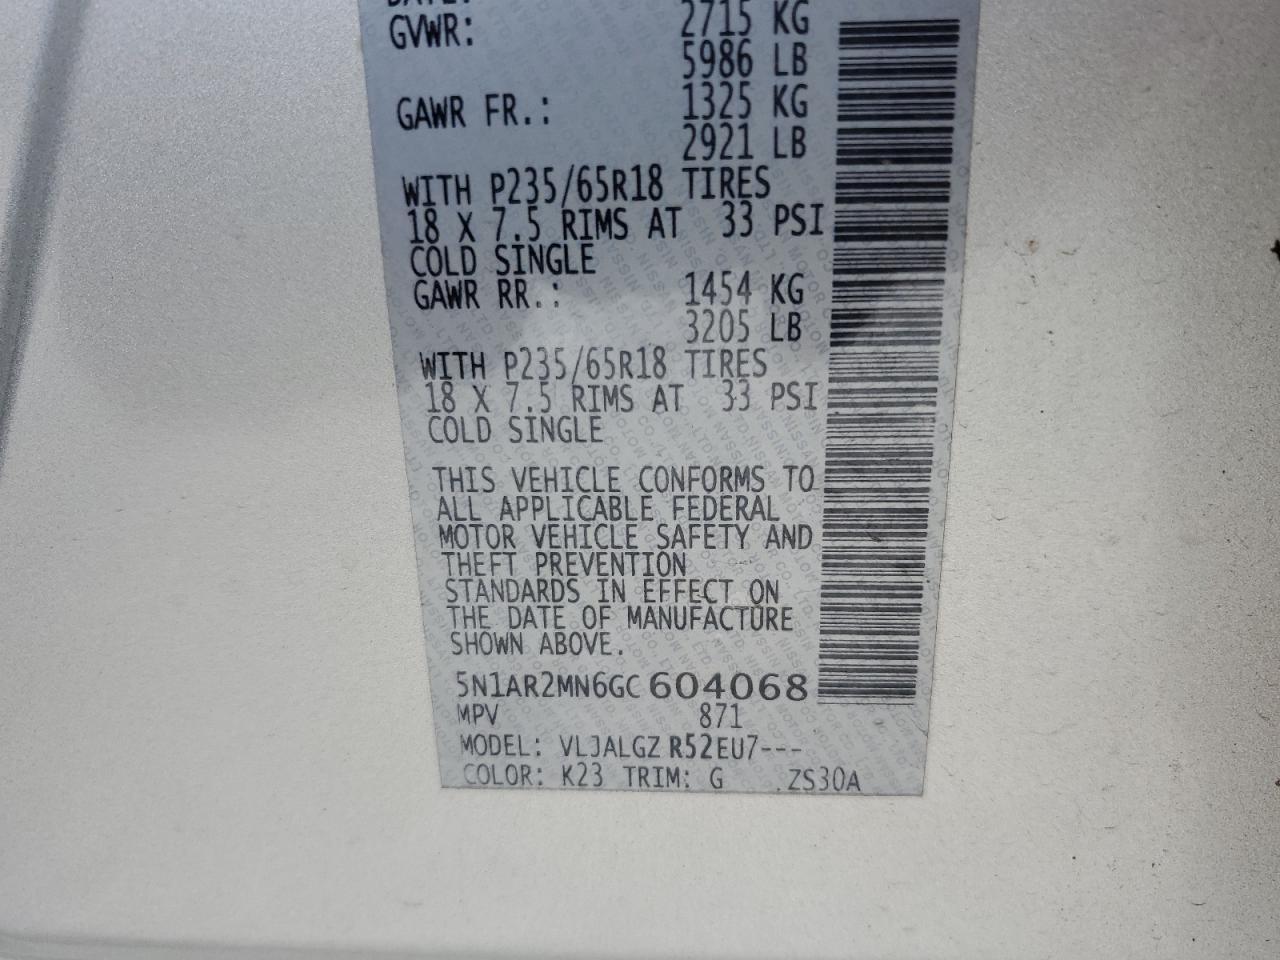 GVWR: 2715 KG
5986 LB
GAWR FR.: 1325 KG
2921 LB
WITH P235/65R18 TIRES
18 X 7.5 RIMS AT 33 PSI
COLD SINGLE
GAWR RR.: 1454 KG
3205 LB
WITH P235/65R18 TIRES
18 X 7.5 RIMS AT 33 PSI
COLD SINGLE
THIS VEHICLE CONFORMS TO
ALL APPLICABLE FEDERAL
MOTOR VEHICLE SAFETY AND
THEFT PREVENTION
STANDARDS IN EFFECT ON
THE DATE OF MANUFACTURE
SHOWN ABOVE.
5N1AR2MN6GC604068
MPV 871
MODEL: VLJALGZ R52EU7---
COLOR: K23 TRIM: G ZS30A